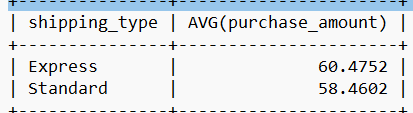 | shipping_type | AVG(purchase_amount) |
+---------------+----------------------+
| Express       |              60.4752 |
| Standard      |              58.4602 |
+---------------+----------------------+